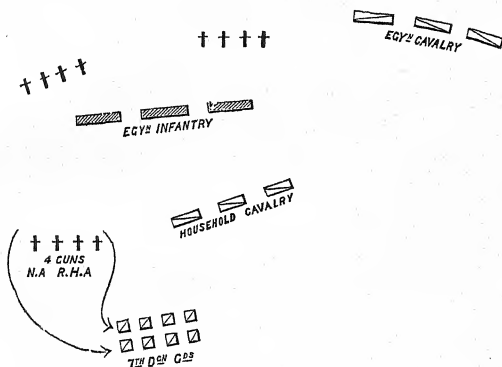 EGYN CAVALRY
EGYN INFANTRY
HOUSEHOLD CAVALRY
4 GUNS
N.A R.H.A
7TH DGN GDS